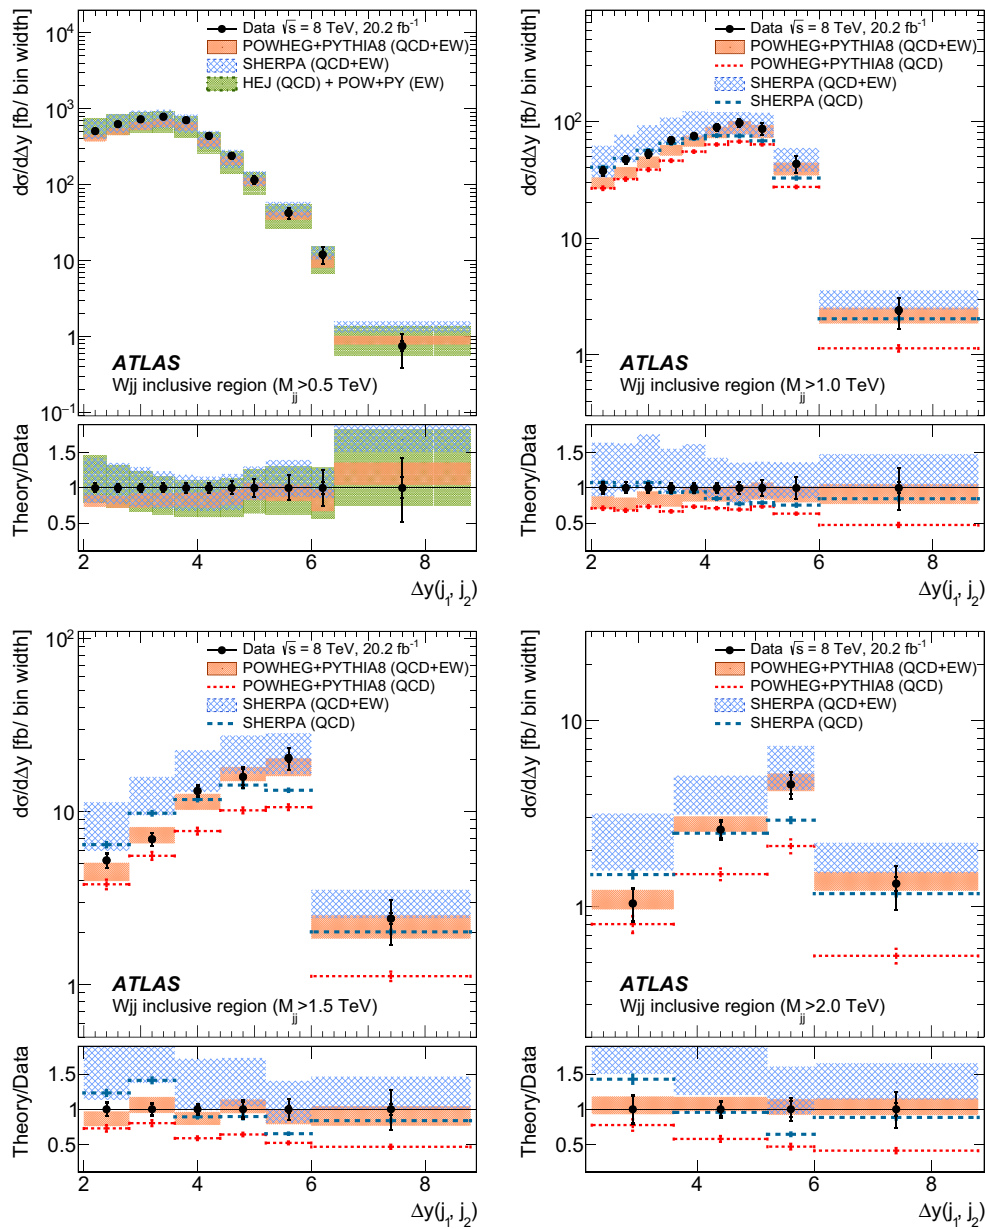 dσ/dΔy [fb/ bin width]
10⁴
10³
10²
10
1
10⁻¹
Data √s = 8 TeV, 20.2 fb⁻¹
POWHEG+PYTHIA8 (QCD+EW)
SHERPA (QCD+EW)
HEJ (QCD) + POW+PY (EW)
ATLAS
Wjj inclusive region (M_jj>0.5 TeV)
Theory/Data
1.5
1
0.5
2 4 6 8
Δy(j₁, j₂)
dσ/dΔy [fb/ bin width]
10²
10
1
Data √s = 8 TeV, 20.2 fb⁻¹
POWHEG+PYTHIA8 (QCD+EW)
POWHEG+PYTHIA8 (QCD)
SHERPA (QCD+EW)
SHERPA (QCD)
ATLAS
Wjj inclusive region (M_jj>1.0 TeV)
Theory/Data
1.5
1
0.5
2 4 6 8
Δy(j₁, j₂)
dσ/dΔy [fb/ bin width]
10²
10
1
Data √s = 8 TeV, 20.2 fb⁻¹
POWHEG+PYTHIA8 (QCD+EW)
POWHEG+PYTHIA8 (QCD)
SHERPA (QCD+EW)
SHERPA (QCD)
ATLAS
Wjj inclusive region (M_jj>1.5 TeV)
Theory/Data
1.5
1
0.5
2 4 6 8
Δy(j₁, j₂)
dσ/dΔy [fb/ bin width]
10
1
Data √s = 8 TeV, 20.2 fb⁻¹
POWHEG+PYTHIA8 (QCD+EW)
POWHEG+PYTHIA8 (QCD)
SHERPA (QCD+EW)
SHERPA (QCD)
ATLAS
Wjj inclusive region (M_jj>2.0 TeV)
Theory/Data
1.5
1
0.5
4 6 8
Δy(j₁, j₂)